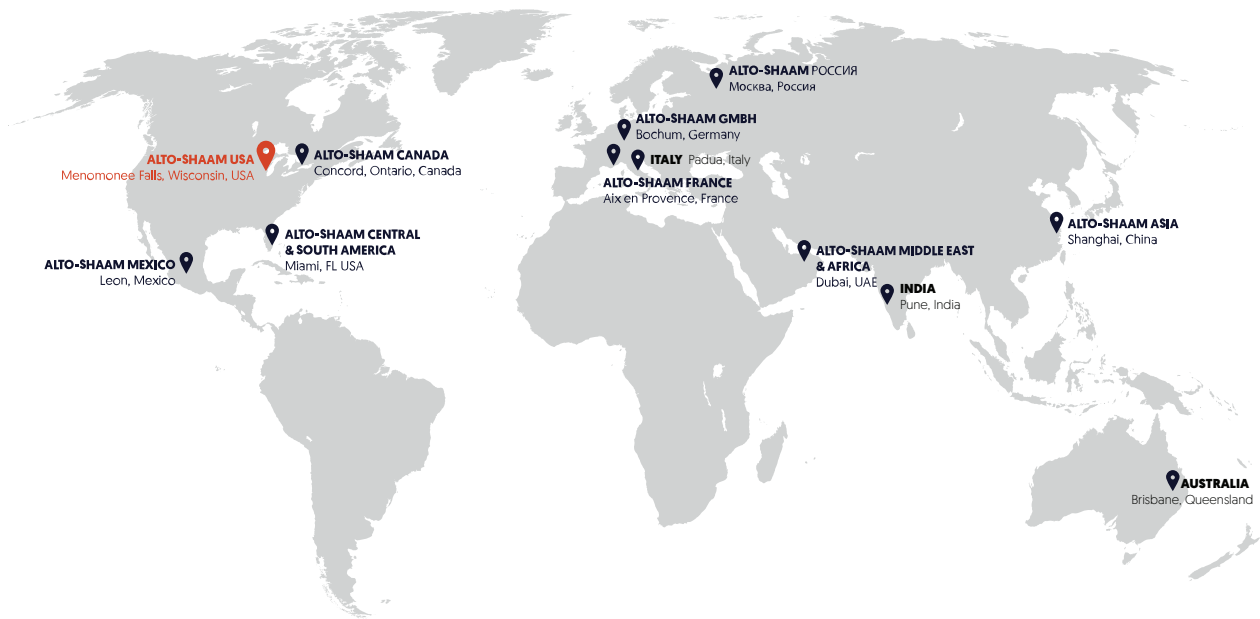 ALTO-SHAAM РОССИЯ
Москва, Россия
ALTO-SHAAM GMBH
Bochum, Germany
ALTO-SHAAM USA
Menomonee Falls, Wisconsin, USA
ALTO-SHAAM CANADA
Concord, Ontario, Canada
ITALY Padua, Italy
ALTO-SHAAM FRANCE
Aix en Provence, France
ALTO-SHAAM CENTRAL
& SOUTH AMERICA
Miami, FL USA
ALTO-SHAAM ASIA
Shanghai, China
ALTO-SHAAM MEXICO
Leon, Mexico
ALTO-SHAAM MIDDLE EAST
& AFRICA
Dubai, UAE
INDIA
Pune, India
AUSTRALIA
Brisbane, Queensland